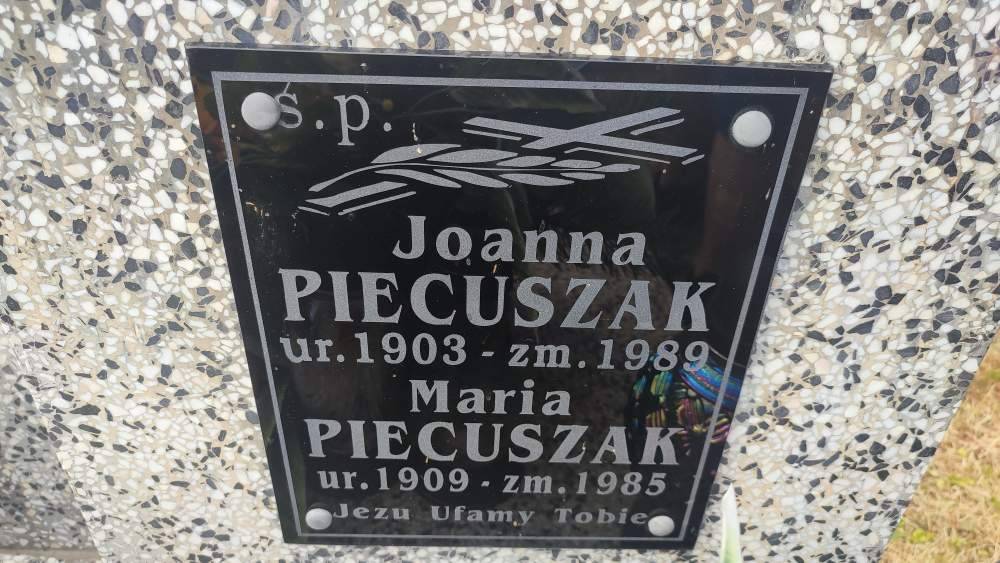 ś.p.
Joanna
PIECUSZAK
ur.1903 - zm.1989
Maria
PIECUSZAK
ur.1909 - zm.1985
Jezu Ufamy Tobie